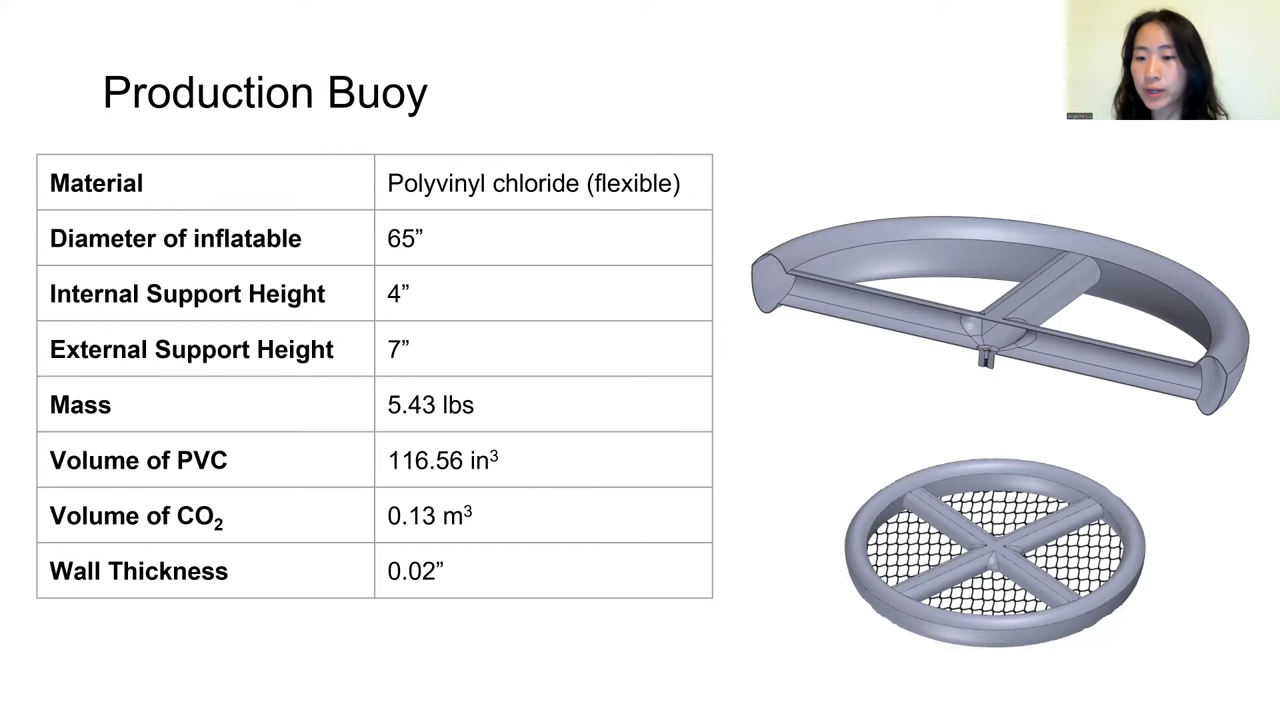 Production Buoy
Material Polyvinyl chloride (flexible)
Diameter of inflatable 65”
Internal Support Height 4”
External Support Height 7”
Mass 5.43 lbs
Volume of PVC 116.56 in³
Volume of CO₂ 0.13 m³
Wall Thickness 0.02”